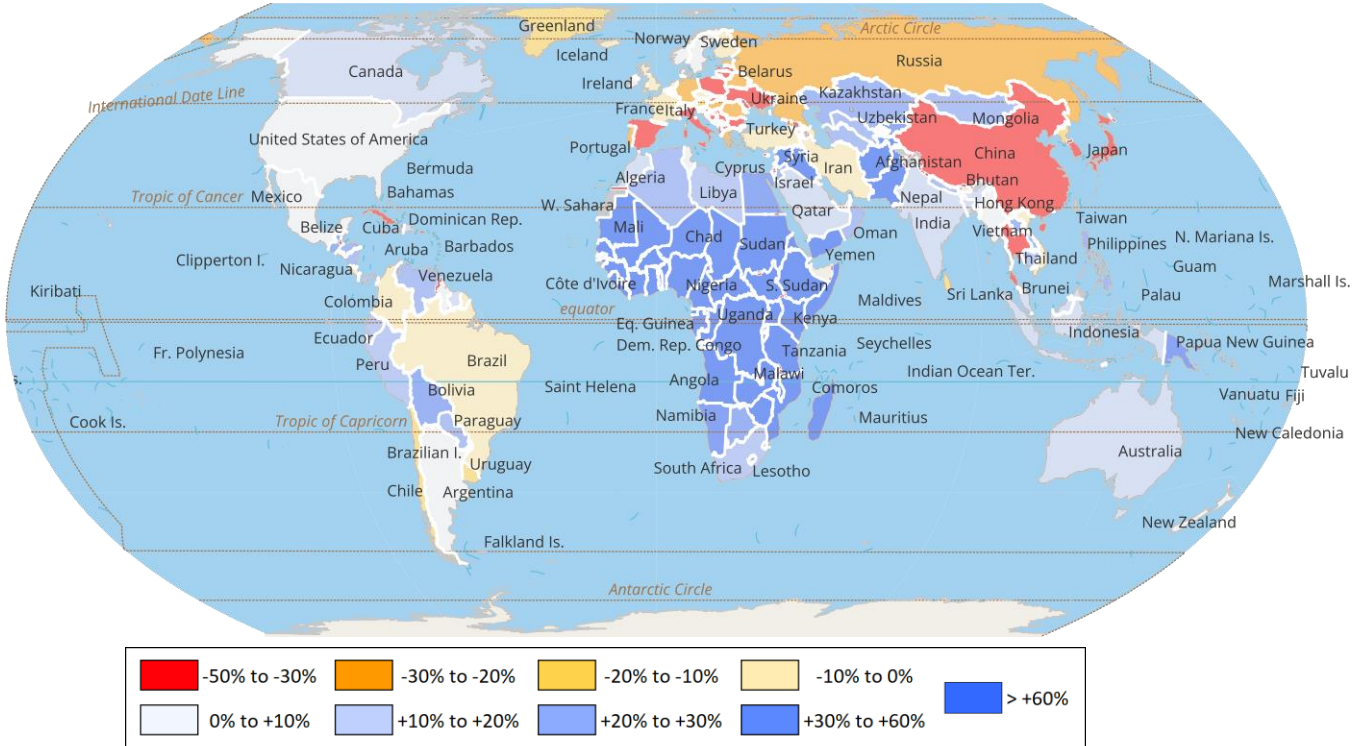 Greenland
Arctic Circle
Norway
Sweden
Iceland
Russia
Canada
Belarus
Ireland
International Date Line
Kazakhstan
Ukraine
France
Italy
Uzbekistan
Mongolia
United States of America
Turkey
Portugal
Japan
China
Syria
Afghanistan
Bermuda
Cyprus
Iran
Algeria
Bhutan
Israel
Libya
Bahamas
Tropic of Cancer
Mexico
Nepal
Hong Kong
W. Sahara
Qatar
Dominican Rep.
Taiwan
India
Belize
Cuba
Mali
Vietnam
Oman
Chad
Sudan
N. Mariana Is.
Philippines
Barbados
Aruba
Yemen
Clipperton I.
Thailand
Guam
Nicaragua
Venezuela
Côte d'Ivoire
Nigeria
S. Sudan
Marshall Is.
Kiribati
Brunei
Sri Lanka
Palau
Colombia
Maldives
equator
Uganda
Kenya
Eq. Guinea
Indonesia
Ecuador
Papua New Guinea
Dem. Rep. Congo
Seychelles
Fr. Polynesia
Tanzania
Brazil
Peru
Indian Ocean Ter.
Tuvalu
Malawi
Angola
Saint Helena
Comoros
Bolivia
s.
Vanuatu
Fiji
Namibia
Mauritius
Cook Is.
Tropic of Capricorn
Paraguay
New Caledonia
Brazilian I.
Australia
Uruguay
South Africa
Lesotho
Chile
Argentina
New Zealand
Falkland Is.
Antarctic Circle
-50% to -30%
-30% to -20%
-20% to -10%
-10% to 0%
> +60%
0% to +10%
+10% to +20%
+20% to +30%
+30% to +60%